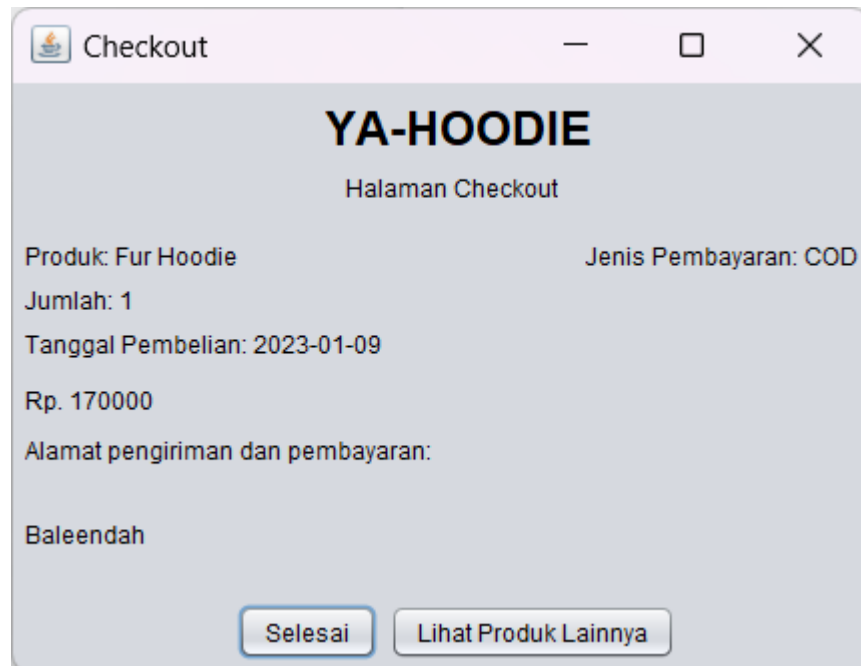 Checkout
YA-HOODIE
Halaman Checkout
Produk: Fur Hoodie
Jenis Pembayaran: COD
Jumlah: 1
Tanggal Pembelian: 2023-01-09
Rp. 170000
Alamat pengiriman dan pembayaran:
Baleendah
Selesai
Lihat Produk Lainnya